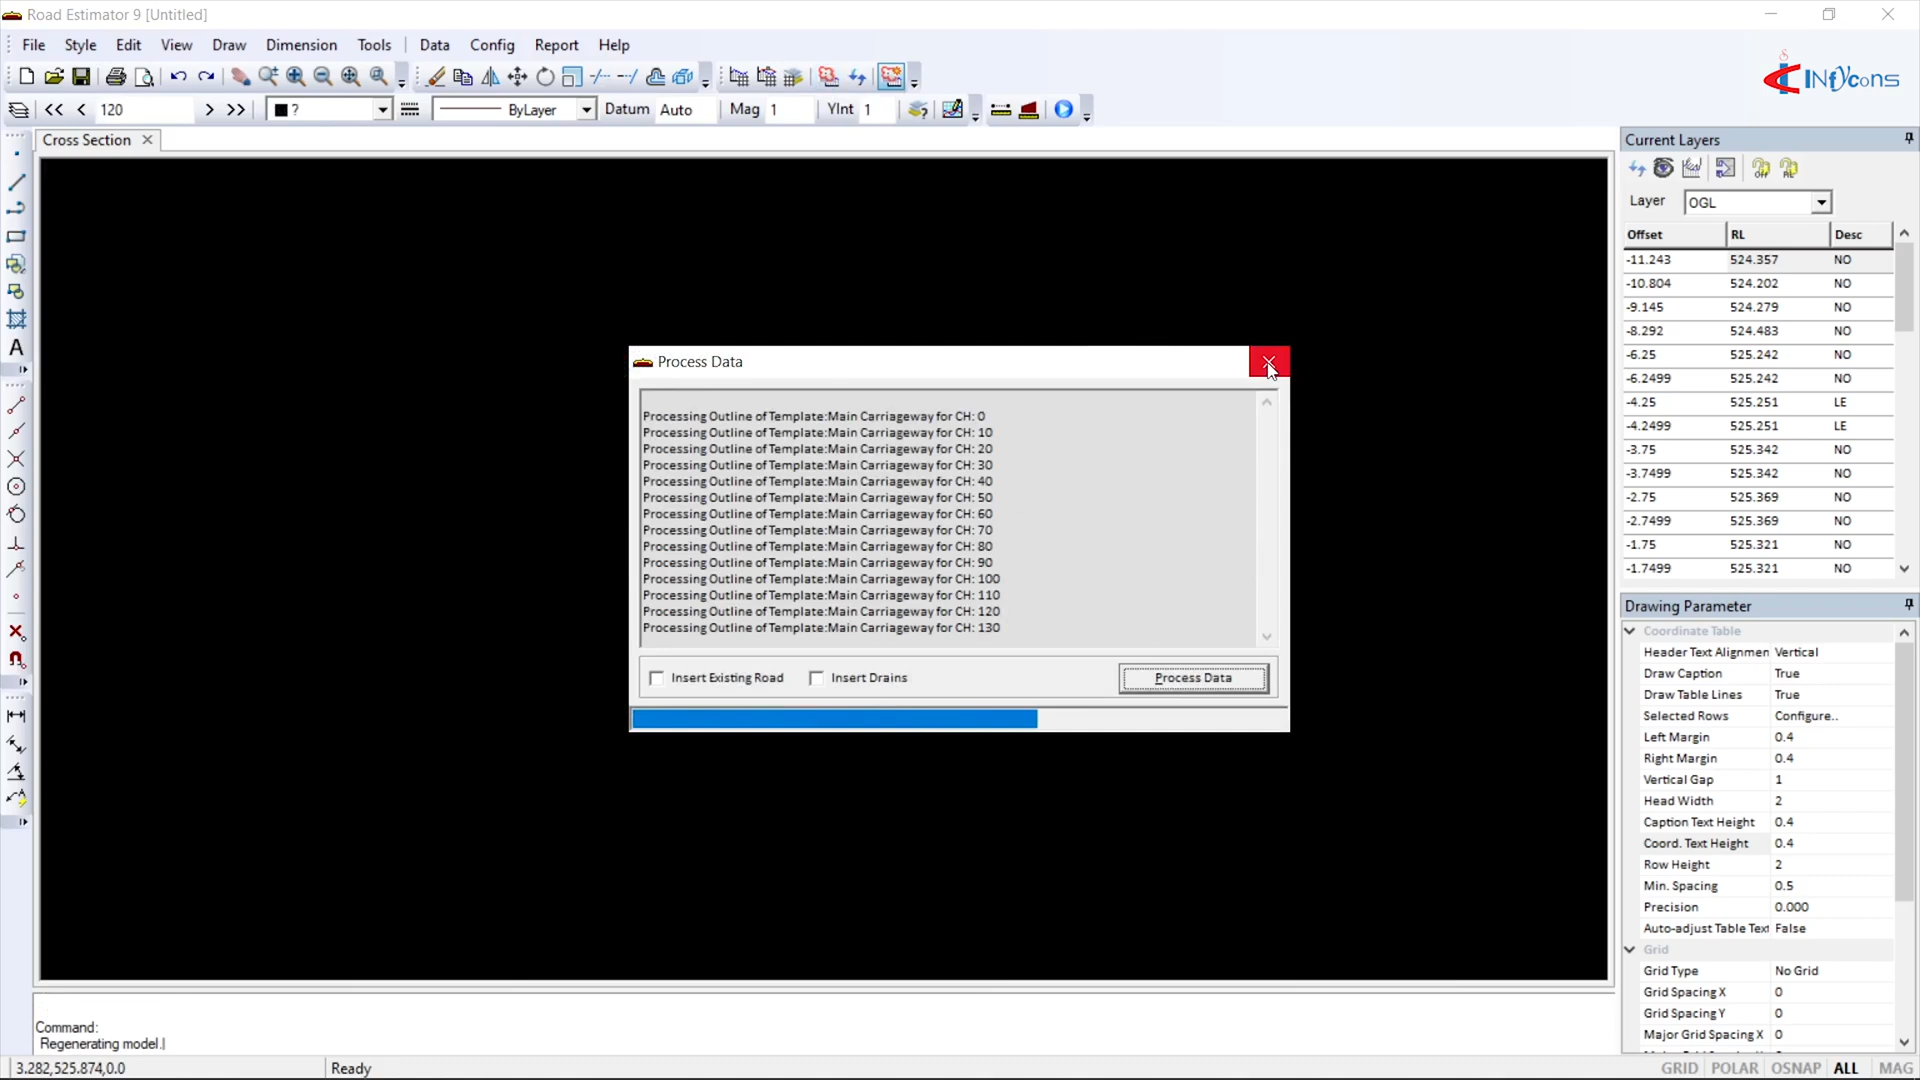 Road Estimator 9 [Untitled]
File Style Edit View Draw Dimension Tools Data Config Report Help
INfYcons
120 ? ByLayer Datum Auto Mag 1 YInt 1
Cross Section
Current Layers
Layer OGL
Offset RL Desc
-11.243 524.357 NO
-10.804 524.202 NO
-9.145 524.279 NO
-8.292 524.483 NO
-6.25 525.242 NO
-6.2499 525.242 NO
-4.25 525.251 LE
-4.2499 525.251 LE
-3.75 525.342 NO
-3.7499 525.342 NO
-2.75 525.369 NO
-2.7499 525.369 NO
-1.75 525.321 NO
-1.7499 525.321 NO
Process Data
Processing Outline of Template:Main Carriageway for CH: 0
Processing Outline of Template:Main Carriageway for CH: 10
Processing Outline of Template:Main Carriageway for CH: 20
Processing Outline of Template:Main Carriageway for CH: 30
Processing Outline of Template:Main Carriageway for CH: 40
Processing Outline of Template:Main Carriageway for CH: 50
Processing Outline of Template:Main Carriageway for CH: 60
Processing Outline of Template:Main Carriageway for CH: 70
Processing Outline of Template:Main Carriageway for CH: 80
Processing Outline of Template:Main Carriageway for CH: 90
Processing Outline of Template:Main Carriageway for CH: 100
Processing Outline of Template:Main Carriageway for CH: 110
Processing Outline of Template:Main Carriageway for CH: 120
Processing Outline of Template:Main Carriageway for CH: 130
Insert Existing Road Insert Drains Process Data
Drawing Parameter
Coordinate Table
Header Text Alignmen Vertical
Draw Caption True
Draw Table Lines True
Selected Rows Configure..
Left Margin 0.4
Right Margin 0.4
Vertical Gap 1
Head Width 2
Caption Text Height 0.4
Coord. Text Height 0.4
Row Height 2
Min. Spacing 0.5
Precision 0.000
Auto-adjust Table Text False
Grid
Grid Type No Grid
Grid Spacing X 0
Grid Spacing Y 0
Major Grid Spacing X 0
Command:
Regenerating model.
3.282,525.874,0.0 Ready GRID POLAR OSNAP ALL MAG